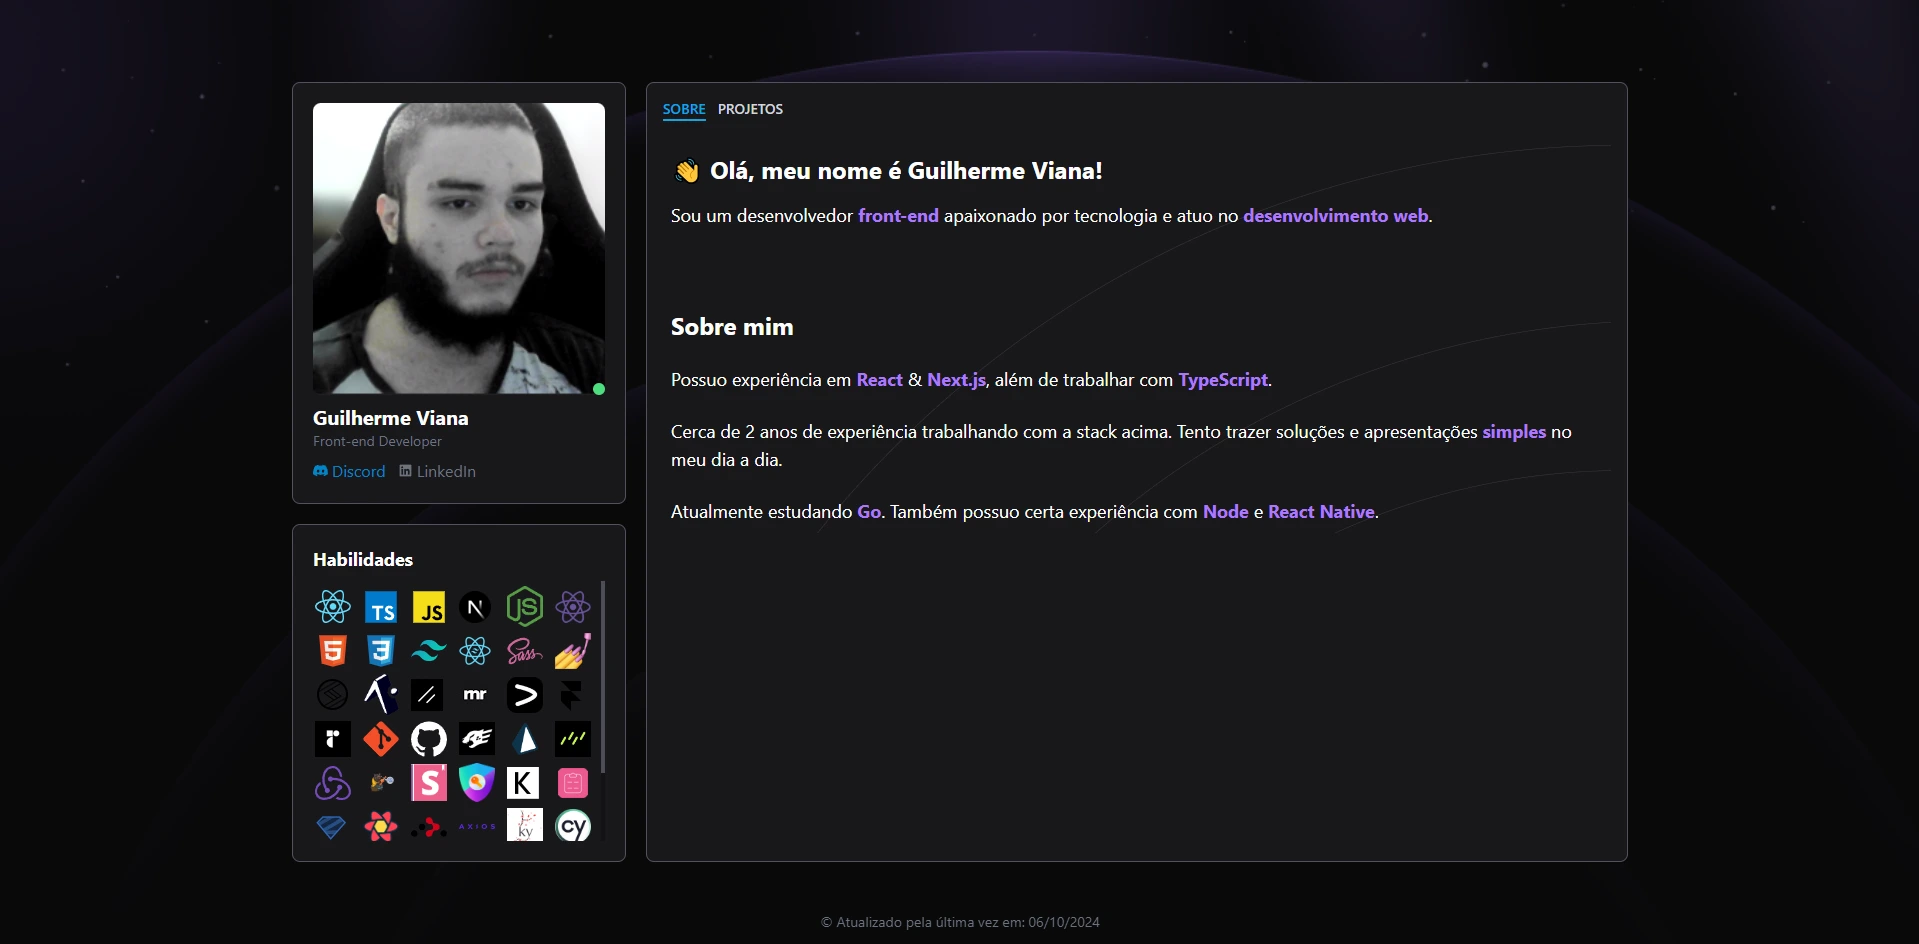 SOBRE PROJETOS
👋 Olá, meu nome é Guilherme Viana!
Sou um desenvolvedor front-end apaixonado por tecnologia e atuo no desenvolvimento web.
Sobre mim
Possuo experiência em React & Next.js, além de trabalhar com TypeScript.
Cerca de 2 anos de experiência trabalhando com a stack acima. Tento trazer soluções e apresentações simples no
meu dia a dia.
Atualmente estudando Go. Também possuo certa experiência com Node e React Native.
Guilherme Viana
Front-end Developer
Discord LinkedIn
Habilidades
TS JS N JS
5 3 Sass
mr
S K
AXIOS ky cy
© Atualizado pela última vez em: 06/10/2024